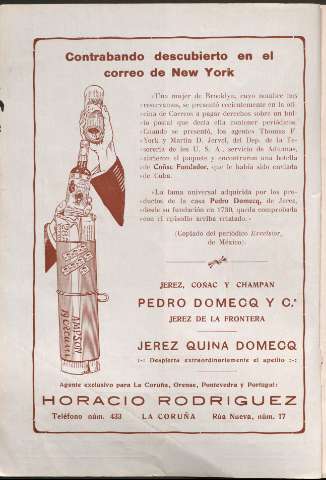 Contrabando descubierto en el
correo de New York
«Una mujer de Brooklyn, cuyo nombre nos
reservamos, se presentó recientemente en la ofi-
cina de Correos a pagar derechos sobre un bul-
to postal que decía ella contener periódicos.
Cuando se presentó, los agentes Thomas F.
York y Martin D. Jervel, del Dep. de la Te-
sorería de los U. S. A., servicio de Aduanas,
abrieron el paquete y encontraron una botella
de Coñac Fundador, que le había sido enviada
de Cuba.
«La fama universal adquirida por los pro-
ductos de la casa Pedro Domecq, de Jerez,
desde su fundación en 1730, queda comprobada
con el episodio arriba relatado.»
(Copiado del periódico Excelsior,
de México).
JEREZ, COÑAC Y CHAMPAN
PEDRO DOMECQ Y C.ª
JEREZ DE LA FRONTERA
JEREZ QUINA DOMECQ
:-: Despierta extraordinariamente el apetito :-:
Agente exclusivo para La Coruña, Orense, Pontevedra y Portugal:
HORACIO RODRIGUEZ
Teléfono núm. 433 LA CORUÑA Rúa Nueva, núm. 17